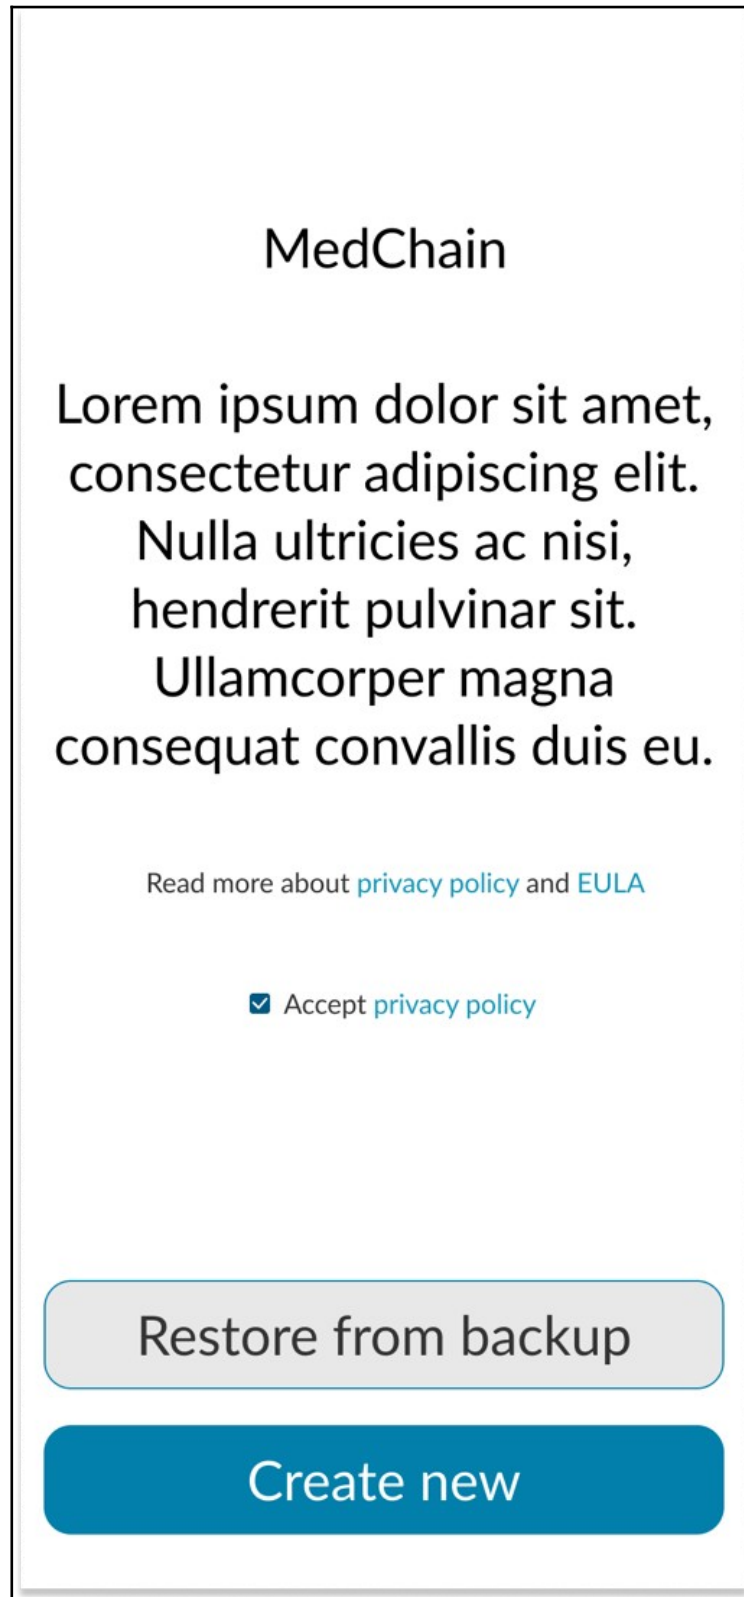 MedChain
Lorem ipsum dolor sit amet,
consectetur adipiscing elit.
Nulla ultricies ac nisi,
hendrerit pulvinar sit.
Ullamcorper magna
consequat convallis duis eu.
Read more about privacy policy and EULA
Accept privacy policy
Restore from backup
Create new